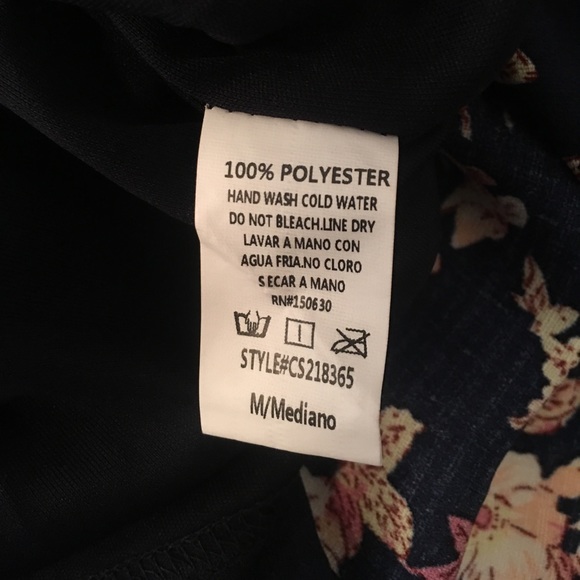 100% POLYESTER
HAND WASH COLD WATER
DO NOT BLEACH.LINE DRY
LAVAR A MANO CON
AGUA FRIA.NO CLORO
SECAR A MANO
RN#150630
STYLE#CS218365
M/Mediano